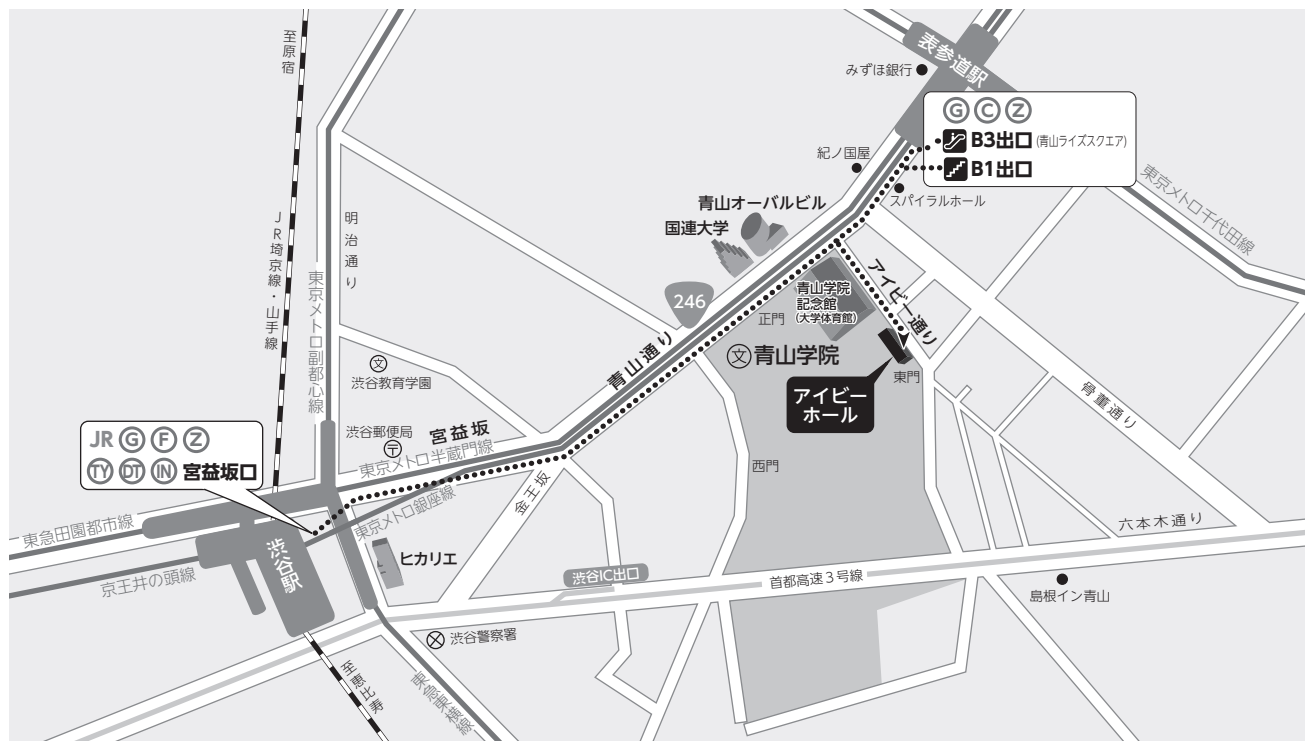 至原宿
表参道駅
みずほ銀行
G C Z
B3出口 (青山ライズスクエア)
B1出口
紀ノ国屋
スパイラルホール
東京メトロ千代田線
青山オーバルビル
国連大学
明治通り
JR埼京線・山手線
東京メトロ副都心線
246
青山学院
記念館
(大学体育館)
アイビー通り
正門
文 青山学院
東門
アイビー
ホール
青山通り
文
渋谷教育学園
骨董通り
渋谷郵便局
宮益坂
東京メトロ半蔵門線
JR G F Z
TY DT IN 宮益坂口
西門
金王坂
東京メトロ銀座線
東急田園都市線
京王井の頭線
渋谷駅
ヒカリエ
六本木通り
渋谷IC出口
首都高速3号線
島根イン青山
渋谷警察署
至恵比寿
東急東横線